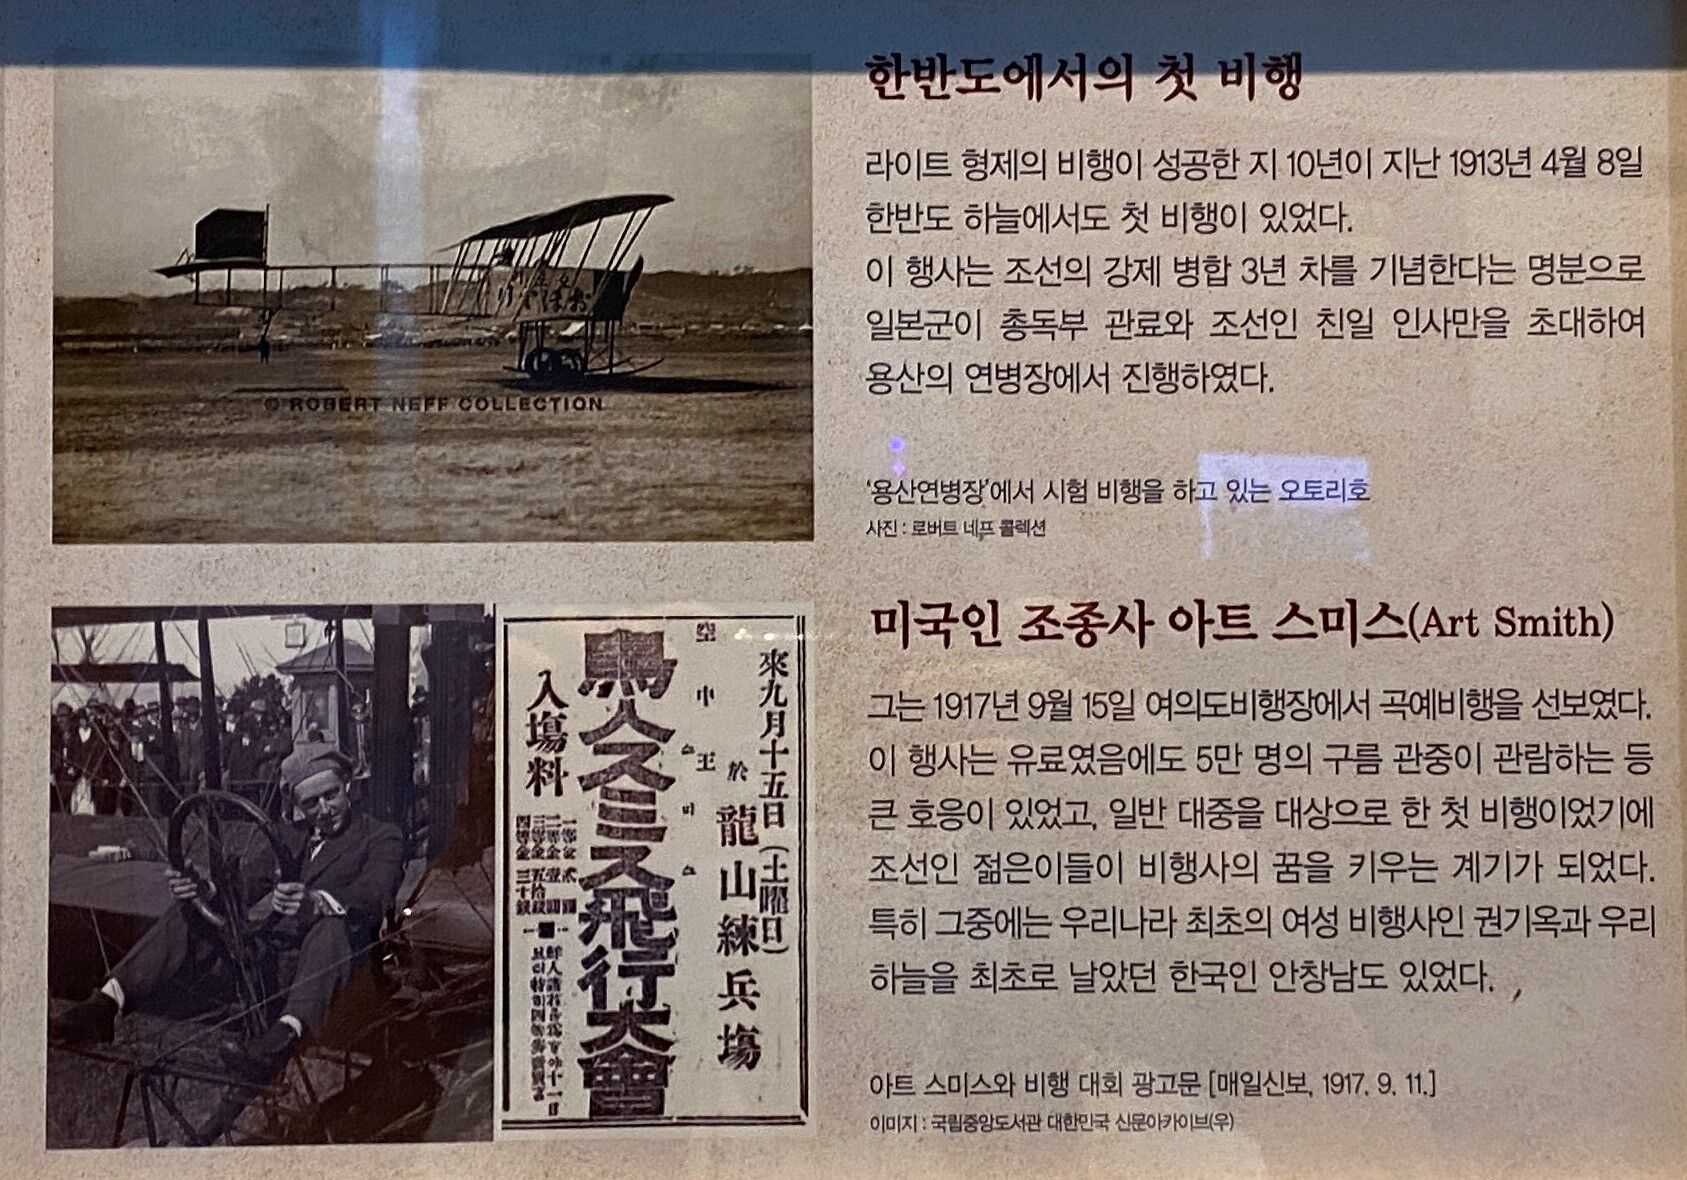 한반도에서의 첫 비행
라이트 형제의 비행이 성공한 지 10년이 지난 1913년 4월 8일
한반도 하늘에서도 첫 비행이 있었다.
이 행사는 조선의 강제 병합 3년 차를 기념한다는 명분으로
일본군이 총독부 관료와 조선인 친일 인사만을 초대하여
용산의 연병장에서 진행하였다.
© ROBERT NEFF COLLECTION
'용산연병장'에서 시험 비행을 하고 있는 오토리호
사진 : 로버트 네프 콜렉션
미국인 조종사 아트 스미스(Art Smith)
그는 1917년 9월 15일 여의도비행장에서 곡예비행을 선보였다.
이 행사는 유료였음에도 5만 명의 구름 관중이 관람하는 등
큰 호응이 있었고, 일반 대중을 대상으로 한 첫 비행이었기에
조선인 젊은이들이 비행사의 꿈을 키우는 계기가 되었다.
특히 그중에는 우리나라 최초의 여성 비행사인 권기옥과 우리
하늘을 최초로 날았던 한국인 안창남도 있었다.
아트 스미스와 비행 대회 광고문 [매일신보, 1917. 9. 11.]
이미지 : 국립중앙도서관 대한민국 신문아카이브(우)
來九月十五日(土曜日)
於 龍山練兵場
空中王
스미스
鳥人スミス飛行大會
入場料